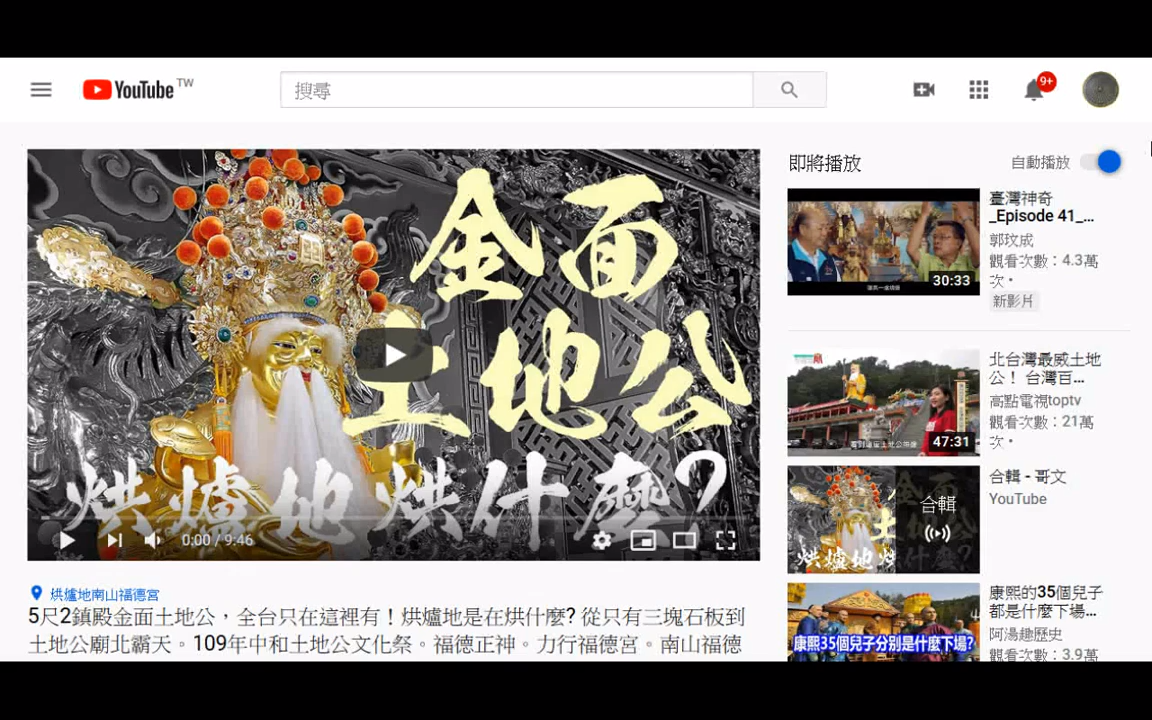 YouTube TW
搜尋
9+
金面
土地公
烘爐地烘什麼?
0:00 / 9:46
烘爐地南山福德宮
5尺2鎮殿金面土地公，全台只在這裡有！烘爐地是在烘什麼? 從只有三塊石板到
土地公廟北霸天。109年中和土地公文化祭。福德正神。力行福德宮。南山福德
即將播放
自動播放
30:33
臺灣神奇
_Episode 41_...
郭玟成
觀看次數：4.3萬
次・
新影片
47:31
北台灣最威土地
公！ 台灣百...
高點電視toptv
觀看次數：21萬
次・
合輯
合輯 - 哥文
YouTube
康熙35個兒子分別是什麼下場?
康熙的35個兒子
都是什麼下場...
阿湯趣歷史
觀看次數：3.9萬